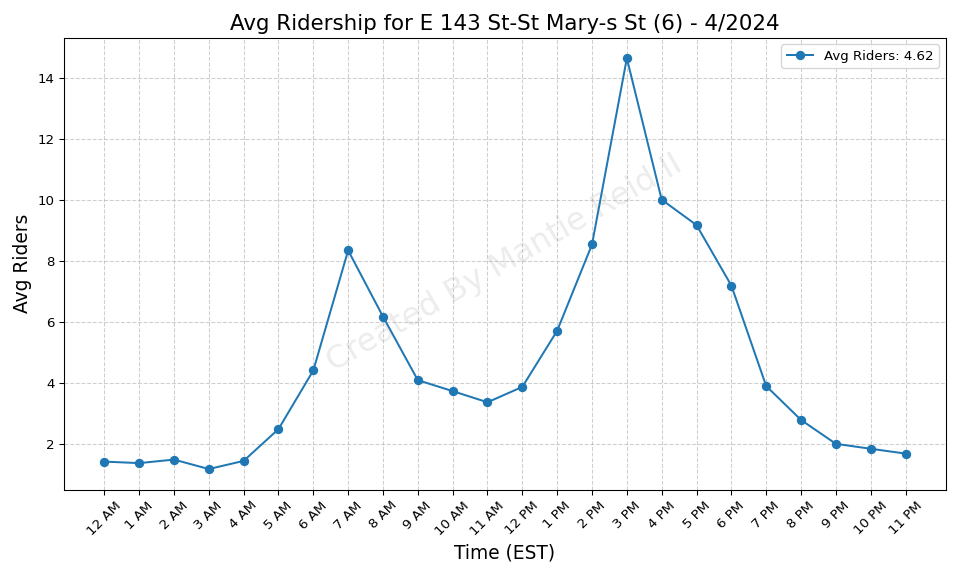 Avg Ridership for E 143 St-St Mary-s St (6) - 4/2024
Avg Riders: 4.62
14
12
10
8
6
4
2
Avg Riders
Created By Mantle Reid II
12 AM 1 AM 2 AM 3 AM 4 AM 5 AM 6 AM 7 AM 8 AM 9 AM 10 AM 11 AM 12 PM 1 PM 2 PM 3 PM 4 PM 5 PM 6 PM 7 PM 8 PM 9 PM 10 PM 11 PM
Time (EST)